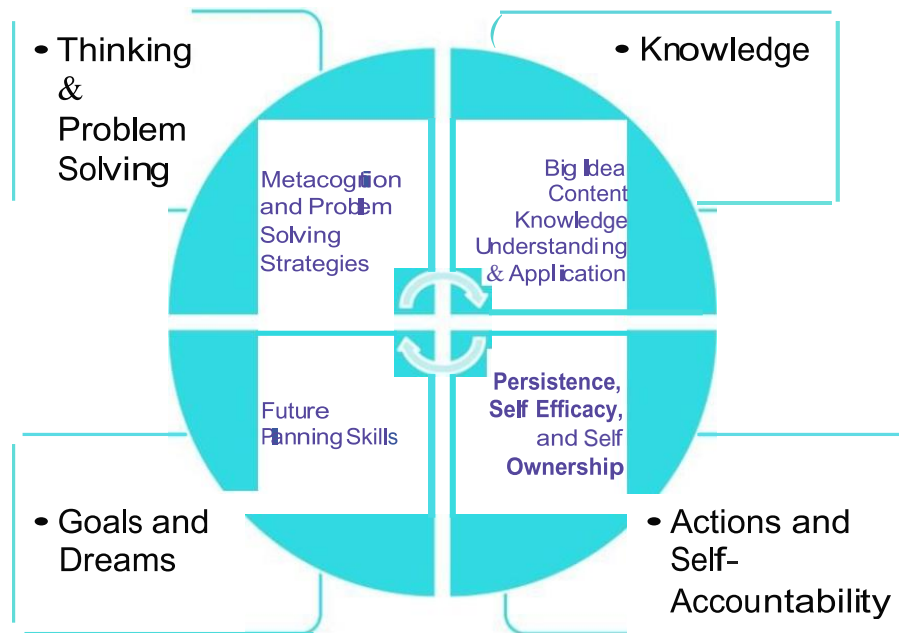 • Thinking
&
Problem
Solving
• Knowledge
Metacognition
and Problem
Solving
Strategies
Big Idea
Content
Knowledge
Understanding
& Application
Future
Planning Skills
Persistence,
Self Efficacy,
and Self
Ownership
• Goals and
Dreams
• Actions and
Self-
Accountability